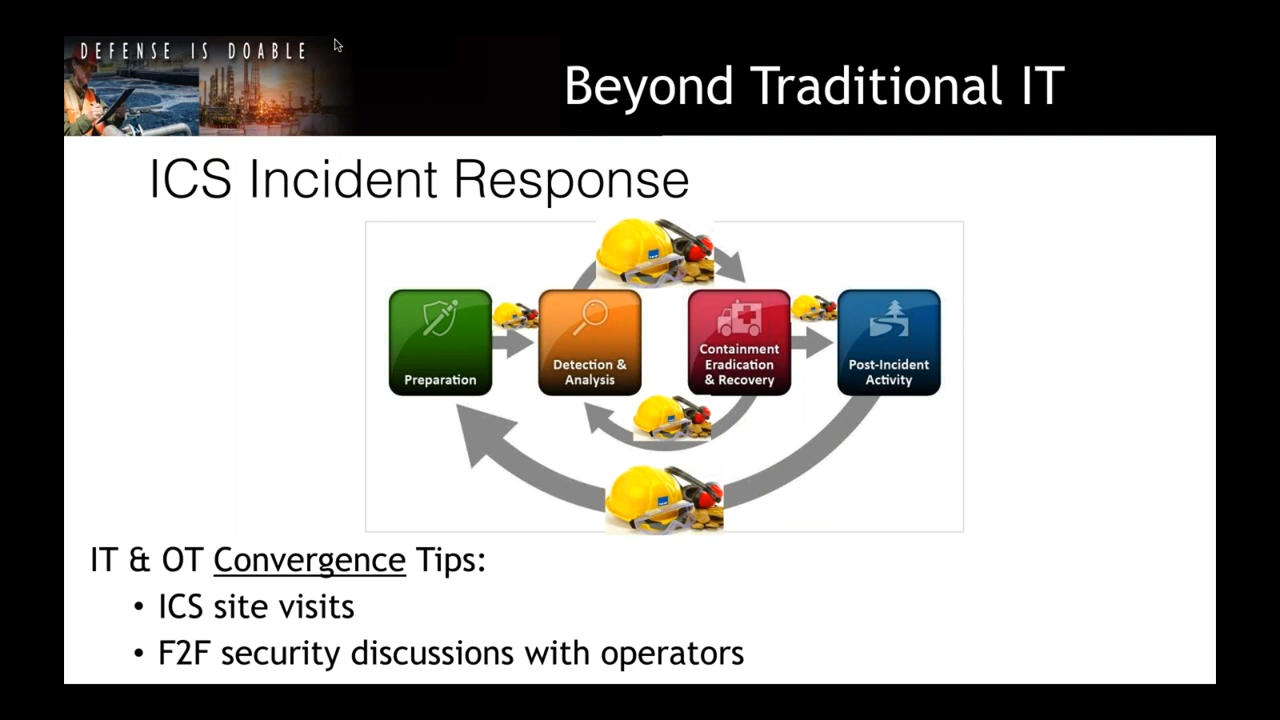 DEFENSE IS DOABLE
Beyond Traditional IT
ICS Incident Response
Preparation
Detection &
Analysis
Containment
Eradication
& Recovery
Post-Incident
Activity
IT & OT Convergence Tips:
• ICS site visits
• F2F security discussions with operators